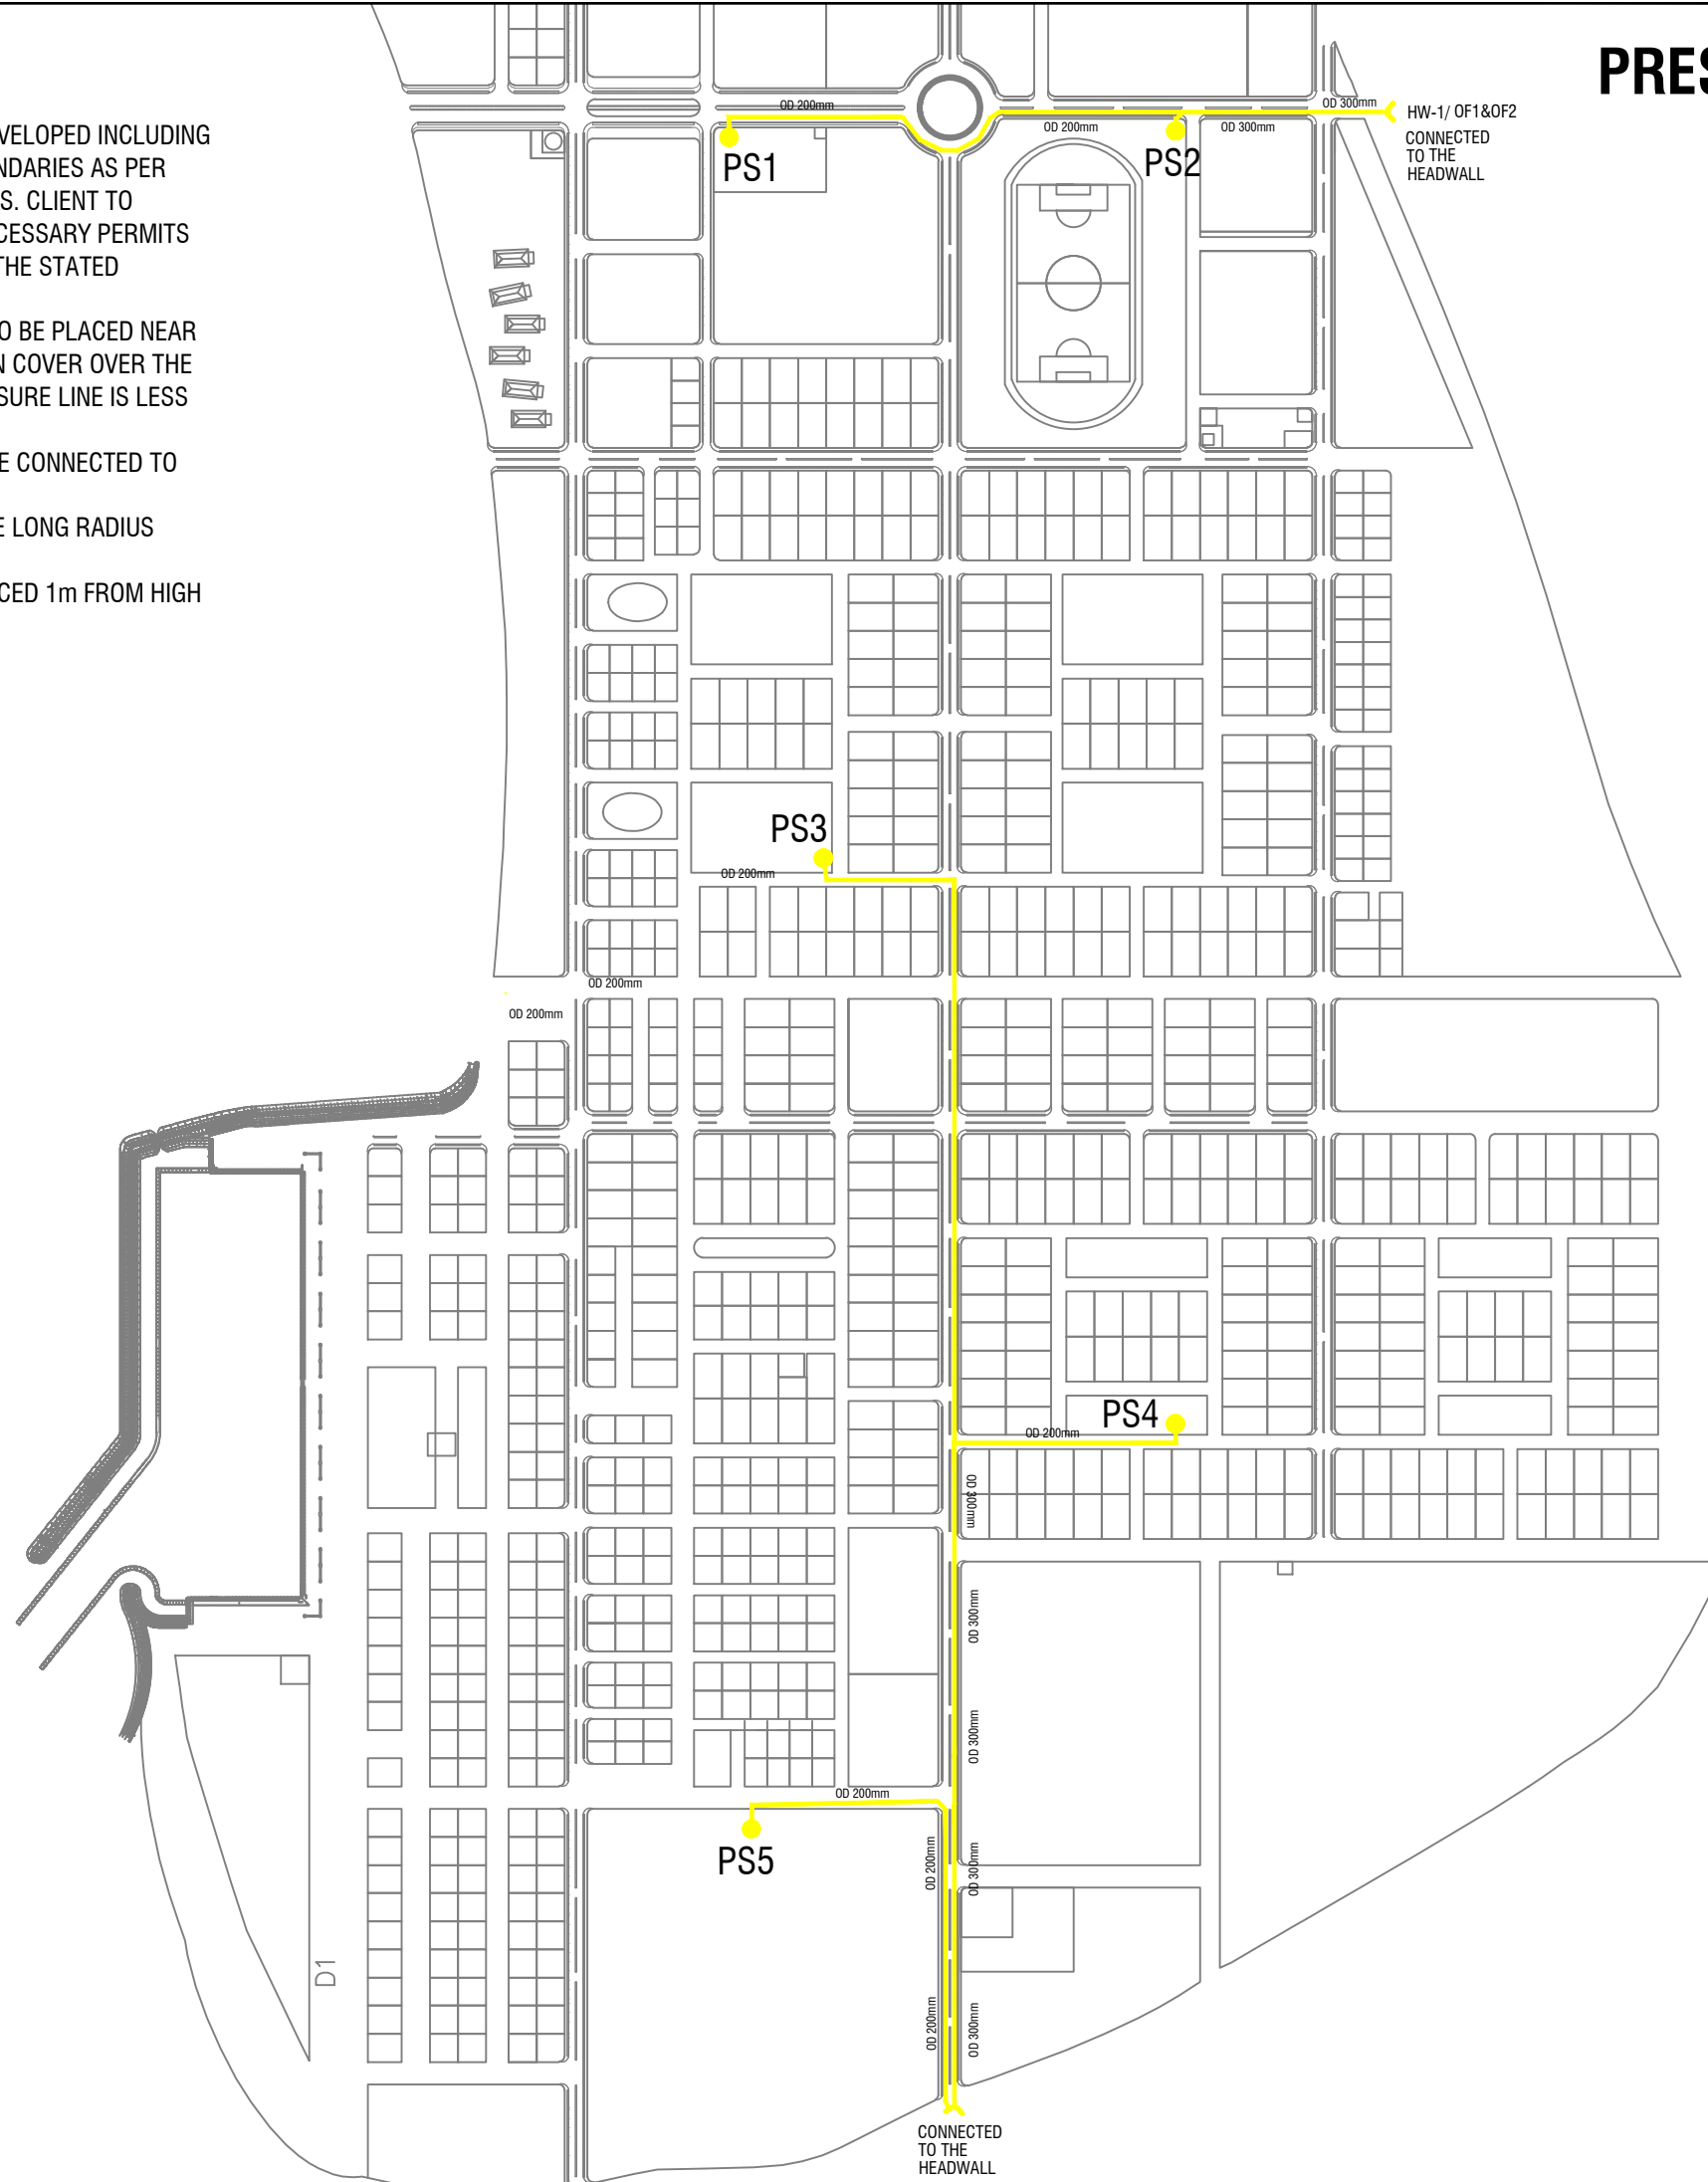 PRES
VELOPED INCLUDING
NDARIES AS PER
S. CLIENT TO
CESSARY PERMITS
THE STATED
O BE PLACED NEAR
N COVER OVER THE
SURE LINE IS LESS
E CONNECTED TO
E LONG RADIUS
CED 1m FROM HIGH
OD 200mm
OD 300mm
HW-1/ OF1&OF2
CONNECTED
TO THE
HEADWALL
OD 200mm
OD 300mm
PS1
PS2
PS3
OD 200mm
OD 200mm
OD 200mm
PS4
OD 200mm
OD 300mm
OD 300mm
OD 300mm
OD 200mm
PS5
OD 200mm
OD 300mm
D1
OD 200mm
OD 300mm
CONNECTED
TO THE
HEADWALL